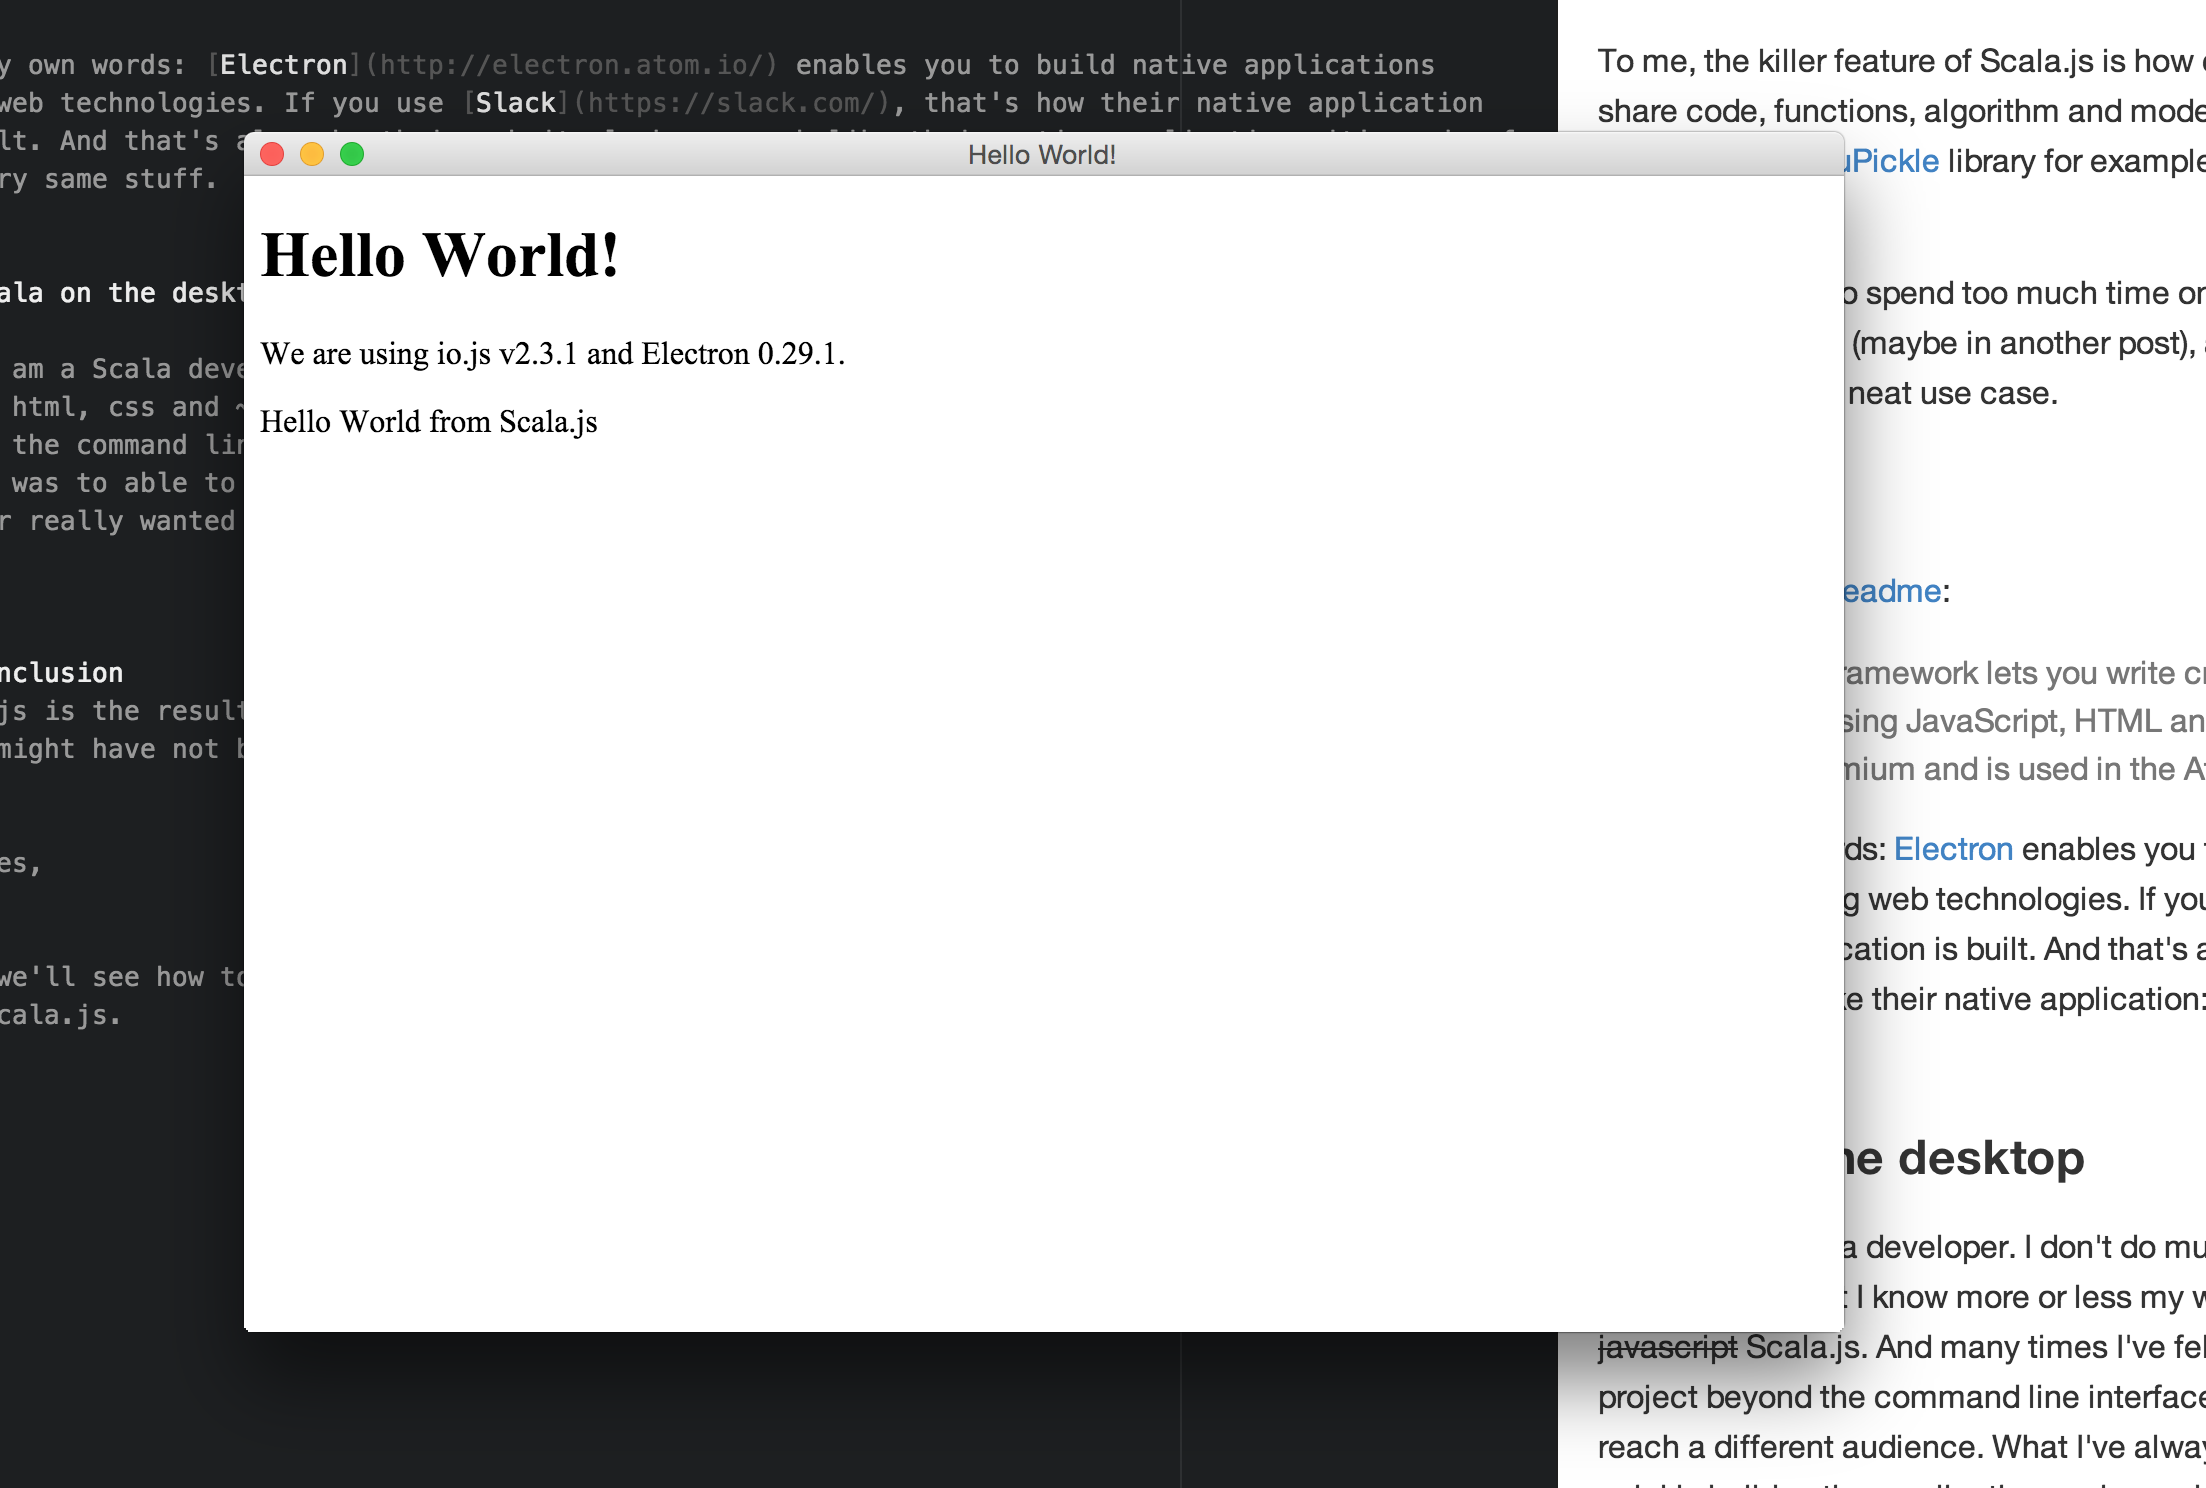 y own words: [Electron](http://electron.atom.io/) enables you to build native applications
web technologies. If you use [Slack](https://slack.com/), that's how their native application
lt. And that's a
ry same stuff.
ala on the deskt
am a Scala deve
html, css and ~
the command lin
was to able to
r really wanted
nclusion
js is the result
might have not b
es,
we'll see how to
cala.js.
Hello World!
Hello World!
We are using io.js v2.3.1 and Electron 0.29.1.
Hello World from Scala.js
To me, the killer feature of Scala.js is how
share code, functions, algorithm and mode
uPickle library for example
o spend too much time or
(maybe in another post),
neat use case.
eadme:
ramework lets you write cr
sing JavaScript, HTML an
mium and is used in the At
ds: Electron enables you
g web technologies. If you
cation is built. And that's a
ke their native application:
he desktop
a developer. I don't do mu
I know more or less my w
javascript Scala.js. And many times I've fel
project beyond the command line interface
reach a different audience. What I've alway